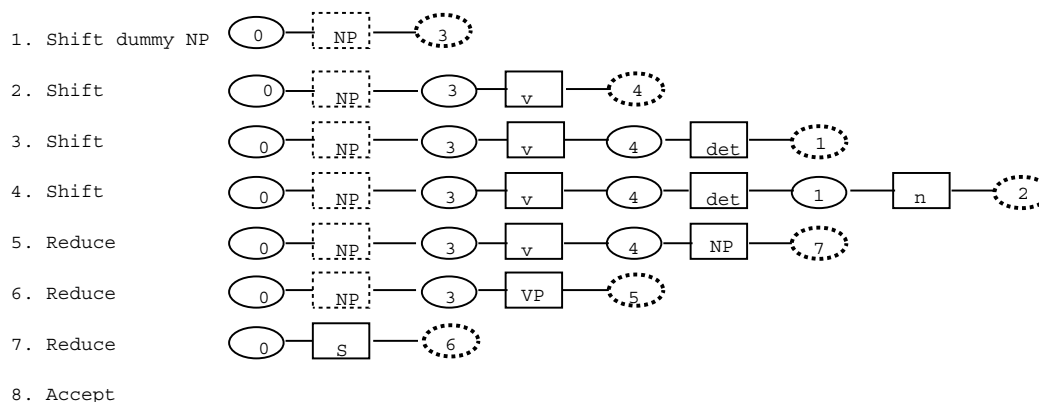 1. Shift dummy NP 0 NP 3
2. Shift 0 NP 3 v 4
3. Shift 0 NP 3 v 4 det 1
4. Shift 0 NP 3 v 4 det 1 n 2
5. Reduce 0 NP 3 v 4 NP 7
6. Reduce 0 NP 3 VP 5
7. Reduce 0 S 6
8. Accept